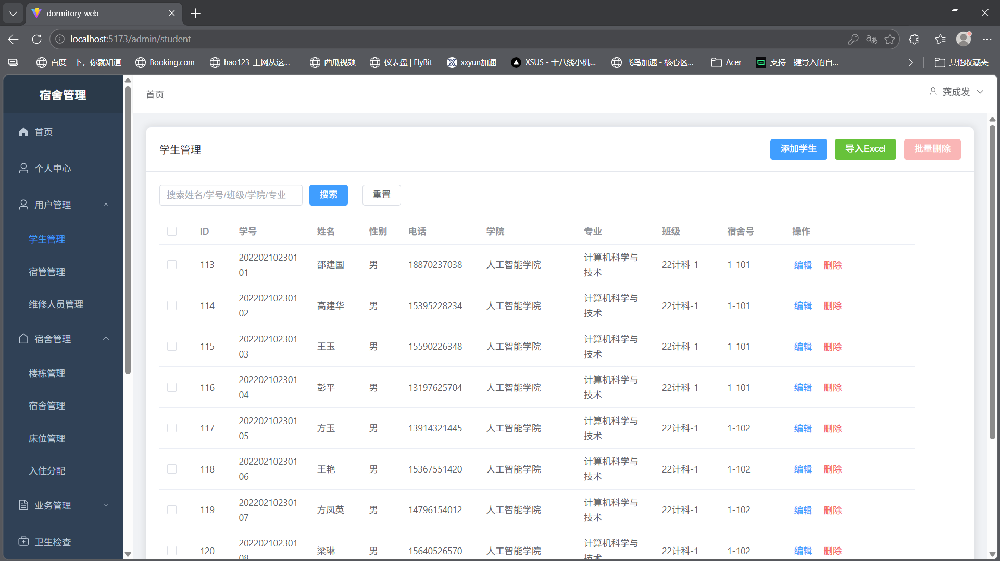 dormitory-web
localhost:5173/admin/student
百度一下，你就知道
Booking.com
hao123_上网从这...
西瓜视频
仪表盘 | FlyBit
xxyun加速
XSUS - 十八线小机...
飞鸟加速 - 核心区...
Acer
支持一键导入的自...
其他收藏夹
宿舍管理
首页
个人中心
用户管理
学生管理
宿管管理
维修人员管理
宿舍管理
楼栋管理
宿舍管理
床位管理
入住分配
业务管理
卫生检查
首页
龚成发
学生管理
添加学生 导入Excel 批量删除
搜索姓名/学号/班级/学院/专业 搜索 重置
ID 学号 姓名 性别 电话 学院 专业 班级 宿舍号 操作
113 202202102301 邵建国 男 18870237038 人工智能学院 计算机科学与 22计科-1 1-101 编辑 删除
01 技术
114 202202102301 高建华 男 15395228234 人工智能学院 计算机科学与 22计科-1 1-101 编辑 删除
02 技术
115 202202102301 王玉 男 15590226348 人工智能学院 计算机科学与 22计科-1 1-101 编辑 删除
03 技术
116 202202102301 彭平 男 13197625704 人工智能学院 计算机科学与 22计科-1 1-101 编辑 删除
04 技术
117 202202102301 方玉 男 13914321445 人工智能学院 计算机科学与 22计科-1 1-102 编辑 删除
05 技术
118 202202102301 王艳 男 15367551420 人工智能学院 计算机科学与 22计科-1 1-102 编辑 删除
06 技术
119 202202102301 方凤英 男 14796154012 人工智能学院 计算机科学与 22计科-1 1-102 编辑 删除
07 技术
120 202202102301 梁琳 男 15640526570 人工智能学院 计算机科学与 22计科-1 1-102 编辑 删除
08 技术